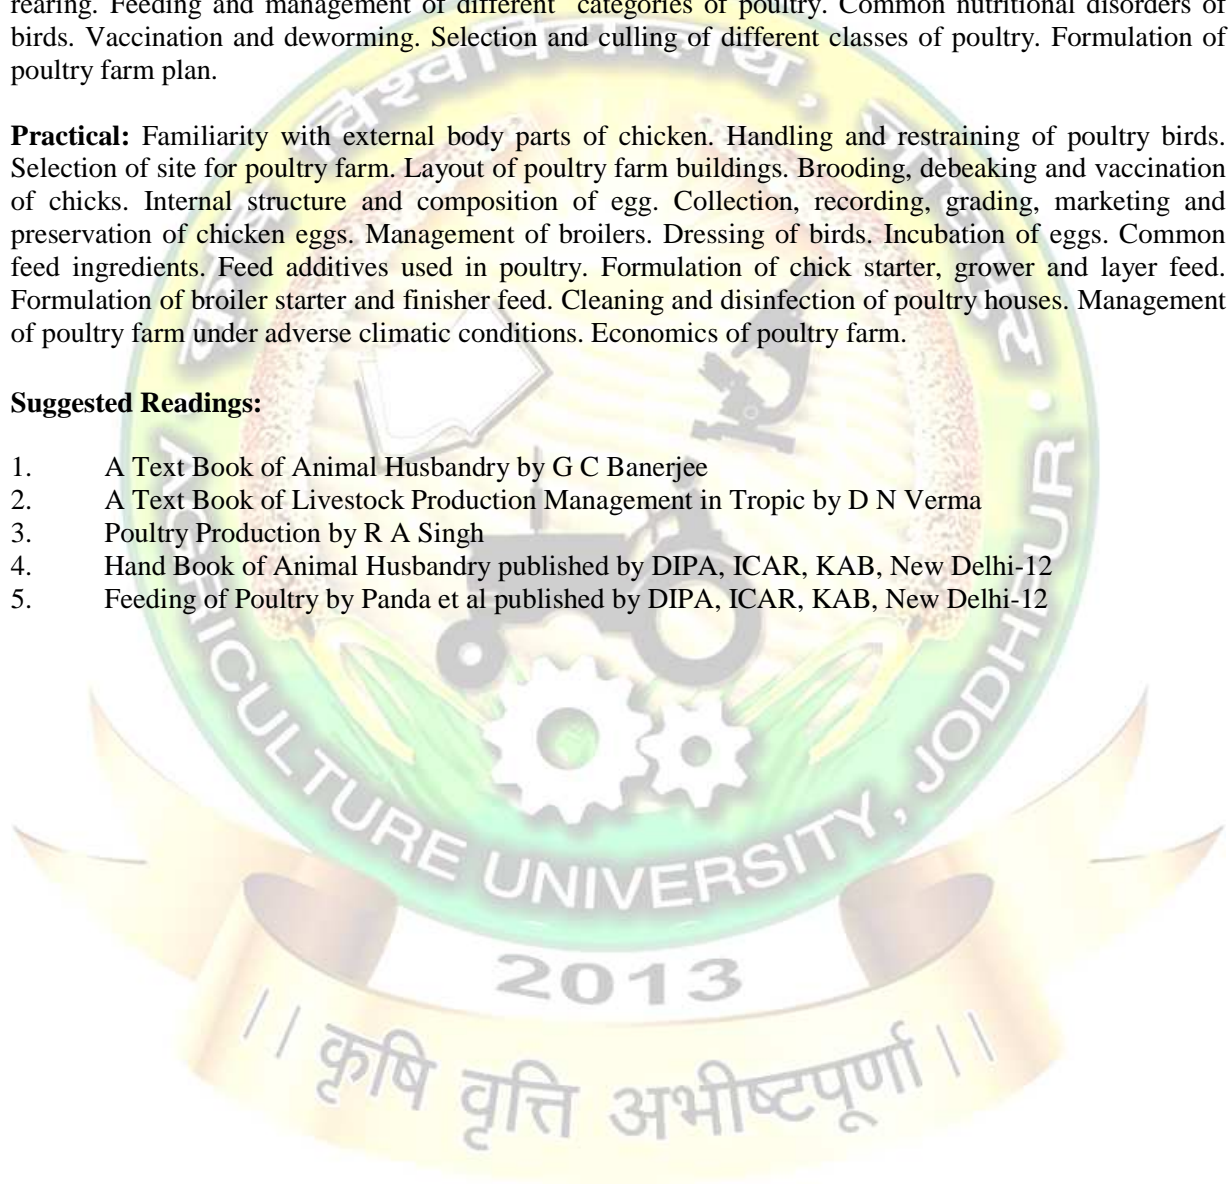 rearing. Feeding and management of different categories of poultry. Common nutritional disorders of
birds. Vaccination and deworming. Selection and culling of different classes of poultry. Formulation of
poultry farm plan.
Practical: Familiarity with external body parts of chicken. Handling and restraining of poultry birds.
Selection of site for poultry farm. Layout of poultry farm buildings. Brooding, debeaking and vaccination
of chicks. Internal structure and composition of egg. Collection, recording, grading, marketing and
preservation of chicken eggs. Management of broilers. Dressing of birds. Incubation of eggs. Common
feed ingredients. Feed additives used in poultry. Formulation of chick starter, grower and layer feed.
Formulation of broiler starter and finisher feed. Cleaning and disinfection of poultry houses. Management
of poultry farm under adverse climatic conditions. Economics of poultry farm.
Suggested Readings:
1. A Text Book of Animal Husbandry by G C Banerjee
2. A Text Book of Livestock Production Management in Tropic by D N Verma
3. Poultry Production by R A Singh
4. Hand Book of Animal Husbandry published by DIPA, ICAR, KAB, New Delhi-12
5. Feeding of Poultry by Panda et al published by DIPA, ICAR, KAB, New Delhi-12
कृषि विश्वविद्यालय, जोधपुर
AGRICULTURE UNIVERSITY, JODHPUR
2013
|| कृषि वृत्ति अभीष्टपूर्णा ||